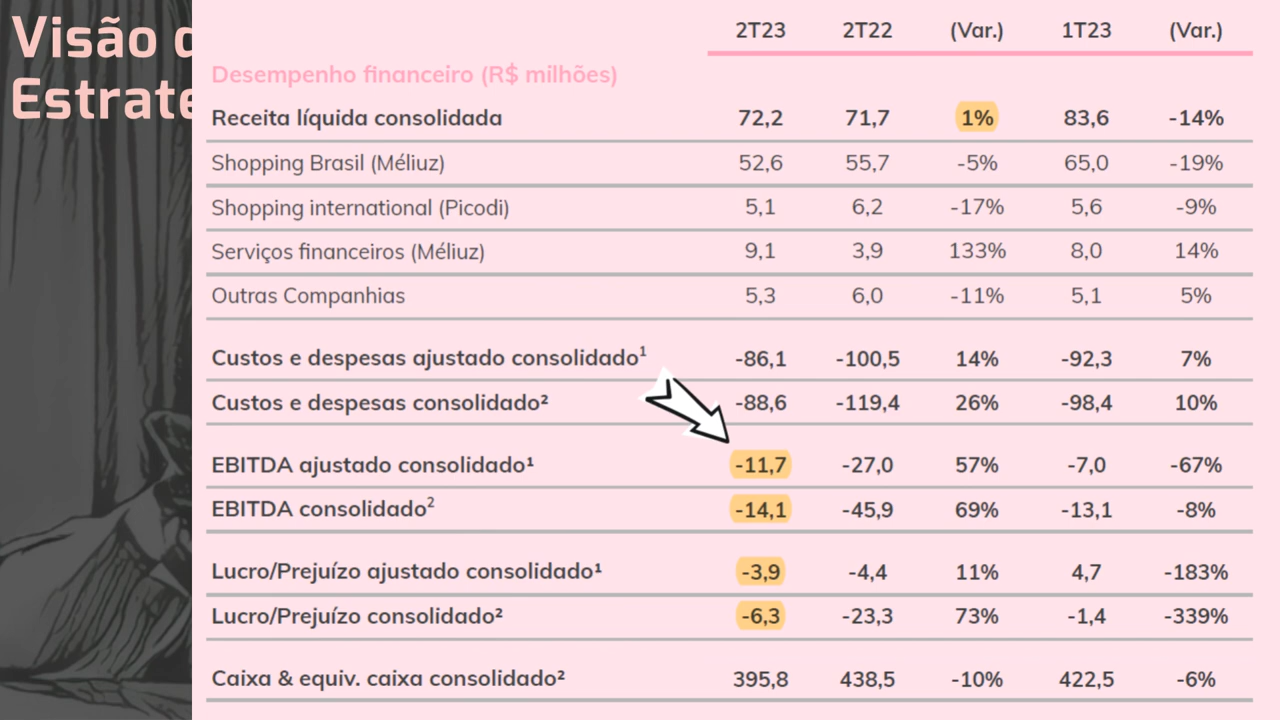 Visão
Estrate
2T23 2T22 (Var.) 1T23 (Var.)
Desempenho financeiro (R$ milhões)
Receita líquida consolidada 72,2 71,7 1% 83,6 -14%
Shopping Brasil (Méliuz) 52,6 55,7 -5% 65,0 -19%
Shopping international (Picodi) 5,1 6,2 -17% 5,6 -9%
Serviços financeiros (Méliuz) 9,1 3,9 133% 8,0 14%
Outras Companhias 5,3 6,0 -11% 5,1 5%
Custos e despesas ajustado consolidado¹ -86,1 -100,5 14% -92,3 7%
Custos e despesas consolidado² -88,6 -119,4 26% -98,4 10%
EBITDA ajustado consolidado¹ -11,7 -27,0 57% -7,0 -67%
EBITDA consolidado² -14,1 -45,9 69% -13,1 -8%
Lucro/Prejuízo ajustado consolidado¹ -3,9 -4,4 11% 4,7 -183%
Lucro/Prejuízo consolidado² -6,3 -23,3 73% -1,4 -339%
Caixa & equiv. caixa consolidado² 395,8 438,5 -10% 422,5 -6%